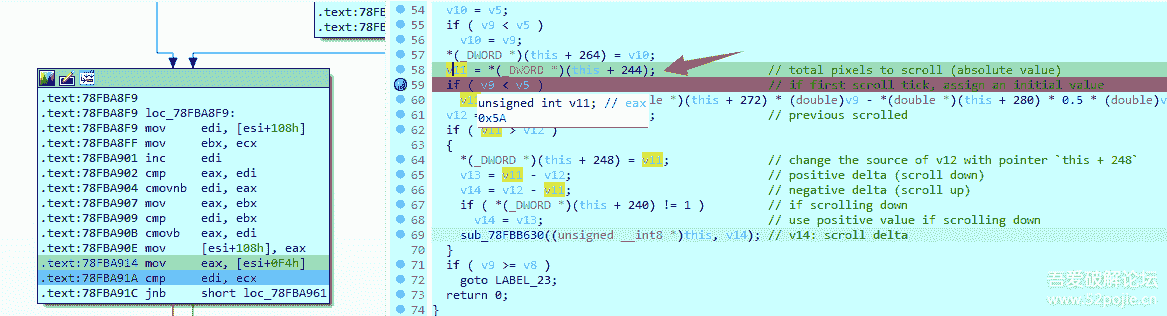 .text:78FBA
.text:78FBA
.text:78FBA8F9
.text:78FBA8F9 loc_78FBA8F9:
.text:78FBA8F9 mov edi, [esi+108h]
.text:78FBA8FF mov ebx, ecx
.text:78FBA901 inc edi
.text:78FBA902 cmp eax, edi
.text:78FBA904 cmovnb edi, eax
.text:78FBA907 mov eax, ebx
.text:78FBA909 cmp edi, ebx
.text:78FBA90B cmovb eax, edi
.text:78FBA90E mov [esi+108h], eax
.text:78FBA914 mov eax, [esi+0F4h]
.text:78FBA91A cmp edi, ecx
.text:78FBA91C jnb short loc_78FBA961
54 v10 = v5;
55 if ( v9 < v5 )
56 v10 = v9;
57 *(_DWORD *)(this + 264) = v10;
58 v11 = *(_DWORD *)(this + 244); // total pixels to scroll (absolute value)
59 if ( v9 < v5 ) // if first scroll tick, assign an initial value
60 ble *)(this + 272) * (double)v9 - *(double *)(this + 280) * 0.5 * (double)v
unsigned int v11; // eax
0x5A
61 v12 ; // previous scrolled
62 if ( v11 > v12 )
63 {
64 *(_DWORD *)(this + 248) = v11; // change the source of v12 with pointer `this + 248`
65 v13 = v11 - v12; // positive delta (scroll down)
66 v14 = v12 - v11; // negative delta (scroll up)
67 if ( *(_DWORD *)(this + 240) != 1 ) // if scrolling down
68 v14 = v13; // use positive value if scrolling down
69 sub_78FBB630((unsigned __int8 *)this, v14); // v14: scroll delta
70 }
71 if ( v9 >= v8 )
72 goto LABEL_23;
73 return 0;
74 }
吾爱破解论坛
www.52pojie.cn